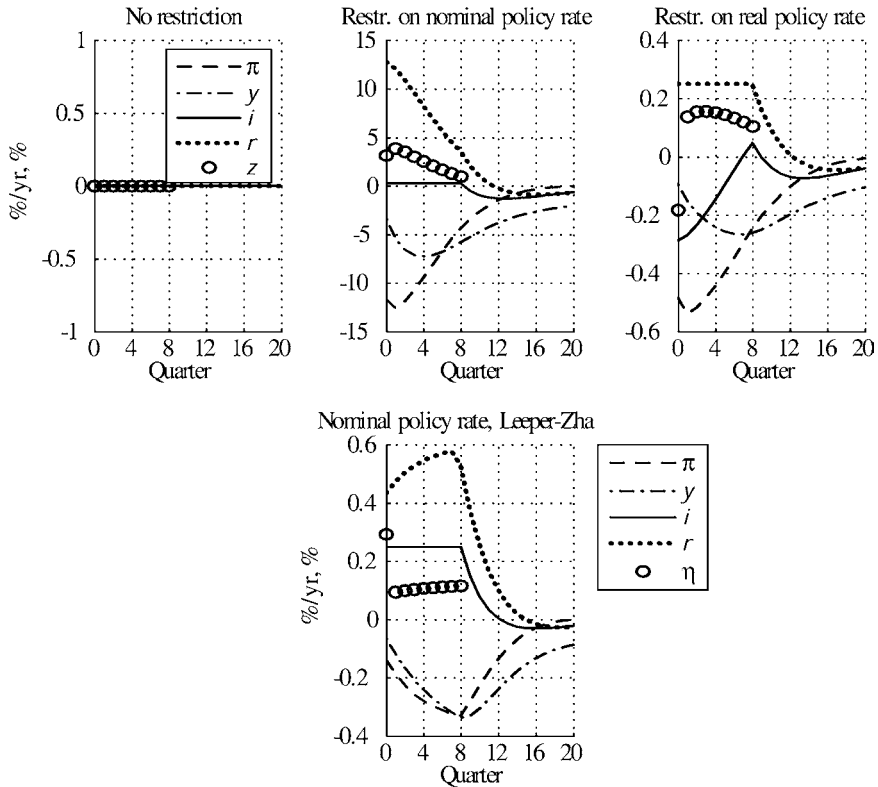 No restriction
Restr. on nominal policy rate
Restr. on real policy rate
%/yr, %
1
0.5
0
-0.5
-1
0 4 8 12 16 20
Quarter
π
y
i
r
z
15
10
5
0
-5
-10
-15
0 4 8 12 16 20
Quarter
0.4
0.2
0
-0.2
-0.4
-0.6
0 4 8 12 16 20
Quarter
Nominal policy rate, Leeper-Zha
%/yr, %
0.6
0.4
0.2
0
-0.2
-0.4
0 4 8 12 16 20
Quarter
π
y
i
r
η